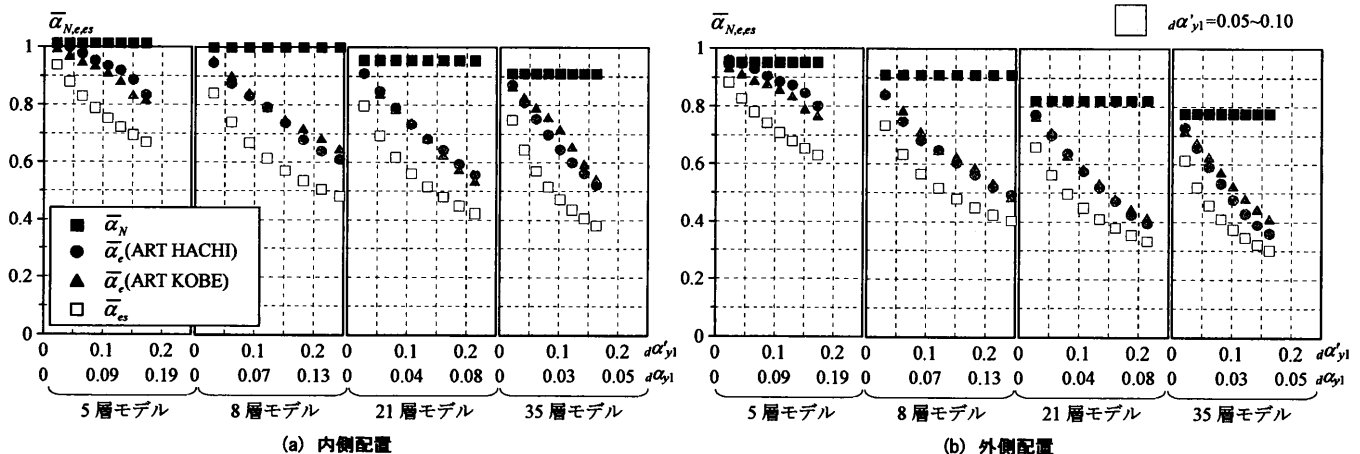 ᾱN,e,es
1
0.8
0.6
0.4
0.2
0
ᾱN
ᾱe(ART HACHI)
ᾱe(ART KOBE)
ᾱes
0 0.1 0.2 0 0.1 0.2 0 0.1 0.2 0 0.1 0.2 dα'y1
0 0.09 0.19 0 0.07 0.13 0 0.04 0.08 0 0.03 0.05 dαy1
5層モデル 8層モデル 21層モデル 35層モデル
(a) 内側配置
ᾱN,e,es
dα'y1=0.05~0.10
1
0.8
0.6
0.4
0.2
0
0 0.1 0.2 0 0.1 0.2 0 0.1 0.2 0 0.1 0.2 dα'y1
0 0.09 0.19 0 0.07 0.13 0 0.04 0.08 0 0.03 0.05 dαy1
5層モデル 8層モデル 21層モデル 35層モデル
(b) 外側配置